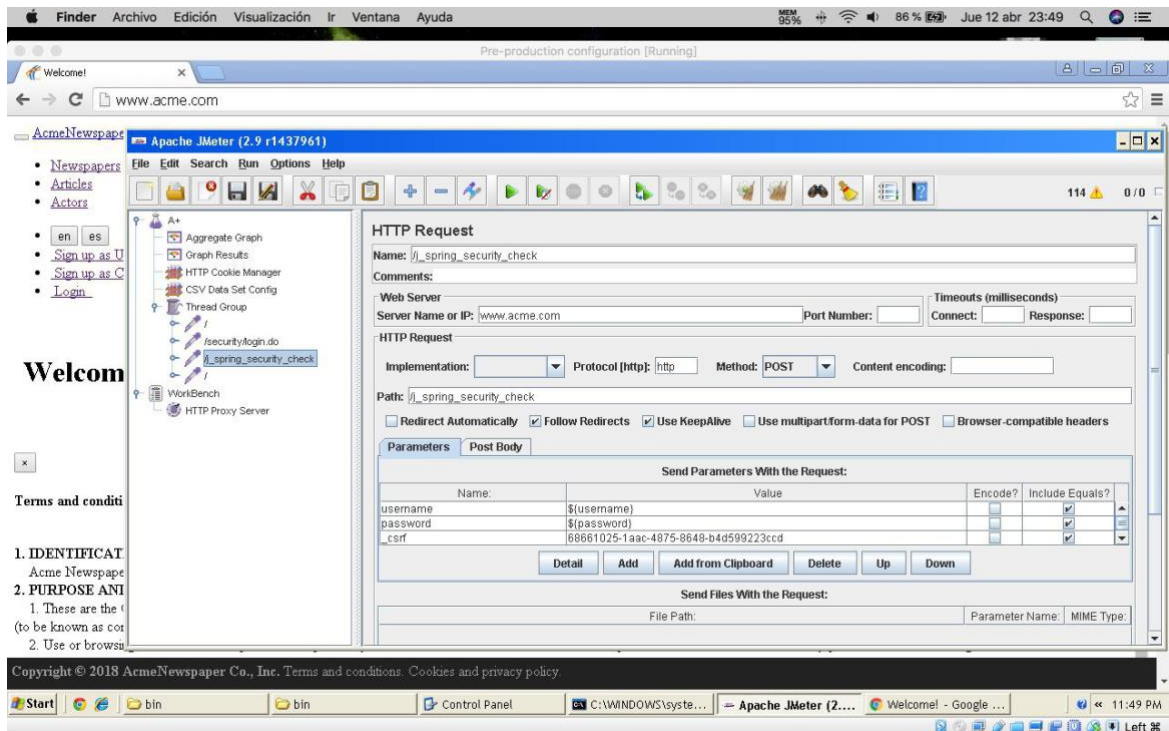 Finder Archivo Edición Visualización Ir Ventana Ayuda MEM 95% 86 % Jue 12 abr 23:49
Pre-production configuration [Running]
Welcome!
www.acme.com
AcmeNewspape
Newspapers
Articles
Actors
en es
Sign up as U
Sign up as C
Login
Welcom
×
Terms and conditi
1. IDENTIFICAT
Acme Newspape
2. PURPOSE ANI
1. These are the
(to be known as cor
2. Use or browsi
Apache JMeter (2.9 r1437961)
File Edit Search Run Options Help
114 0 / 0
A+
Aggregate Graph
Graph Results
HTTP Cookie Manager
CSV Data Set Config
Thread Group
/
/security/login.do
/j_spring_security_check
/
WorkBench
HTTP Proxy Server
HTTP Request
Name: /j_spring_security_check
Comments:
Web Server
Server Name or IP: www.acme.com Port Number:
Timeouts (milliseconds)
Connect: Response:
HTTP Request
Implementation: Protocol [http]: http Method: POST Content encoding:
Path: /j_spring_security_check
Redirect Automatically Follow Redirects Use KeepAlive Use multipart/form-data for POST Browser-compatible headers
Parameters Post Body
Send Parameters With the Request:
Name: Value Encode? Include Equals?
username ${username}
password ${password}
_csrf 68661025-1aac-4875-8648-b4d599223ccd
Detail Add Add from Clipboard Delete Up Down
Send Files With the Request:
File Path: Parameter Name: MIME Type:
Copyright © 2018 AcmeNewspaper Co., Inc. Terms and conditions. Cookies and privacy policy.
Start bin bin Control Panel C:\WINDOWS\syste... Apache JMeter (2.... Welcome! - Google ... 11:49 PM
Left ⌘